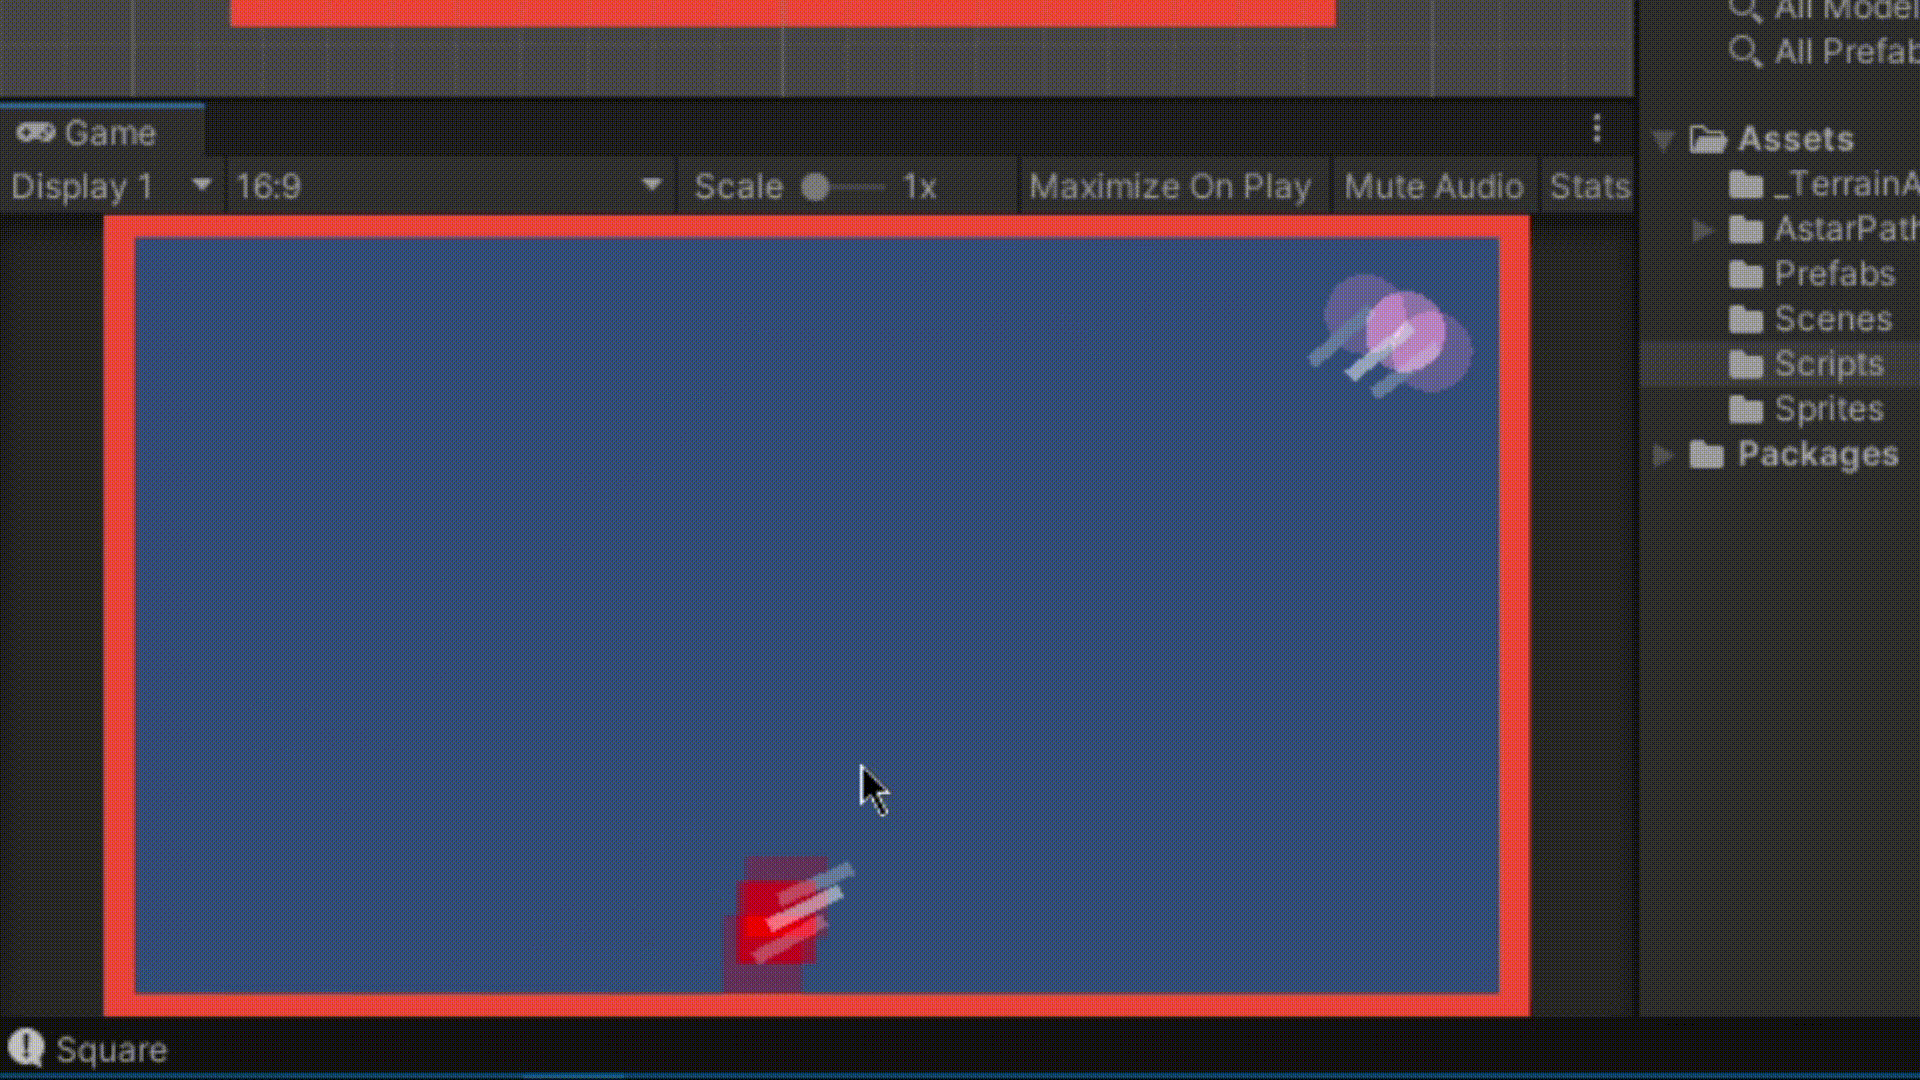 All Model
All Prefab
Game
Display 1 16:9 Scale 1x Maximize On Play Mute Audio Stats
Assets
_TerrainA
AstarPath
Prefabs
Scenes
Scripts
Sprites
Packages
Square